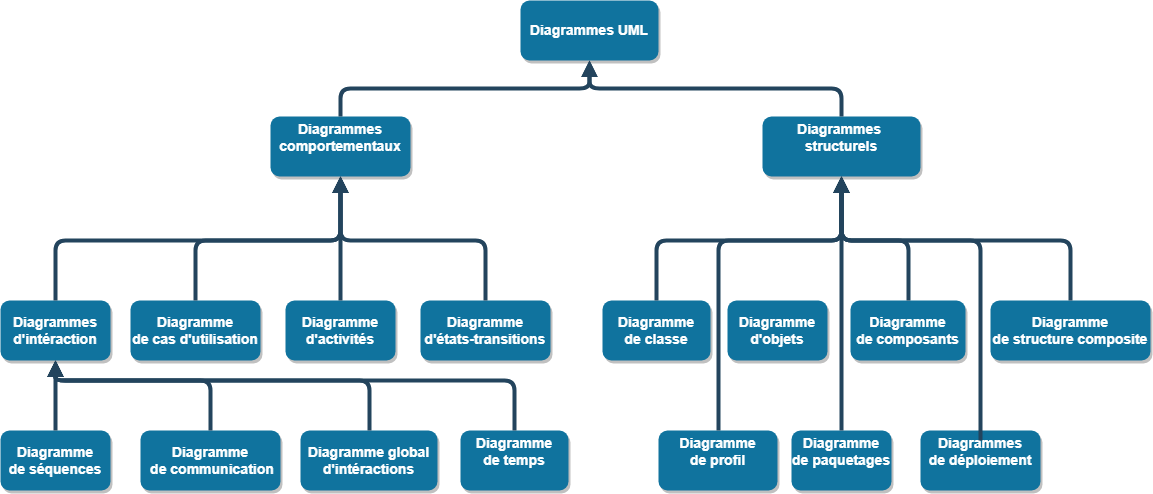 Diagrammes UML
Diagrammes
comportementaux
Diagrammes
structurels
Diagrammes
d'intéraction
Diagramme
de cas d'utilisation
Diagramme
d'activités
Diagramme
d'états-transitions
Diagramme
de classe
Diagramme
d'objets
Diagramme
de composants
Diagramme
de structure composite
Diagramme
de séquences
Diagramme
de communication
Diagramme global
d'intéractions
Diagramme
de temps
Diagramme
de profil
Diagramme
de paquetages
Diagrammes
de déploiement